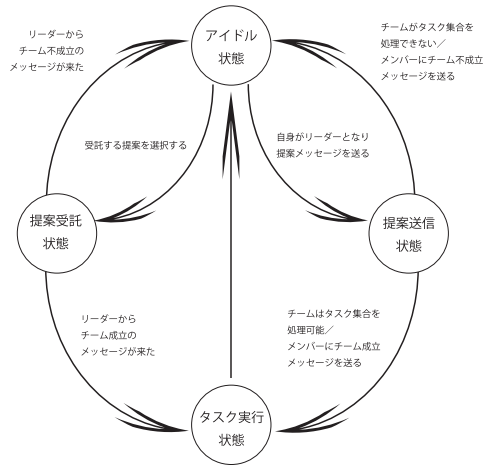 アイドル
状態
リーダーから
チーム不成立の
メッセージが来た
チームがタスク集合を
処理できない／
メンバーにチーム不成立
メッセージを送る
受託する提案を選択する
自身がリーダーとなり
提案メッセージを送る
提案受託
状態
提案送信
状態
リーダーから
チーム成立の
メッセージが来た
チームはタスク集合を
処理可能／
メンバーにチーム成立
メッセージを送る
タスク実行
状態